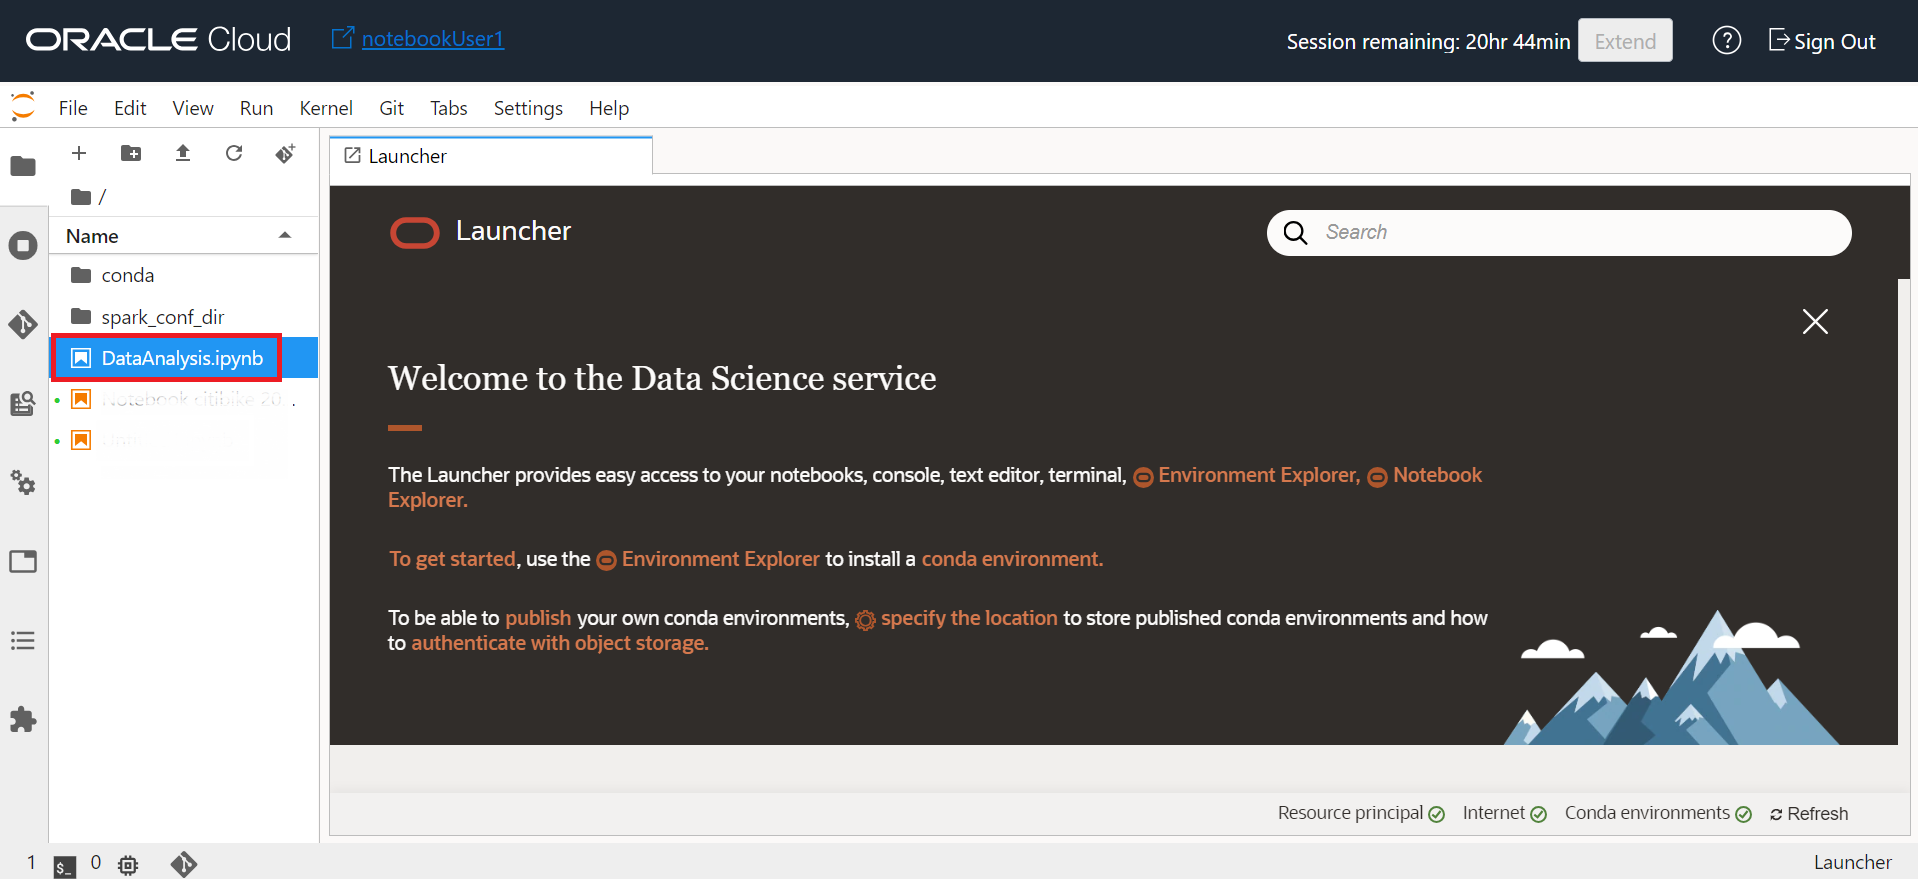 ORACLE Cloud notebookUser1 Session remaining: 20hr 44min Extend ? Sign Out
File Edit View Run Kernel Git Tabs Settings Help
Launcher
/
Launcher Search
Name
conda
spark_conf_dir
DataAnalysis.ipynb
Notebook citibike 20...
Welcome to the Data Science service
The Launcher provides easy access to your notebooks, console, text editor, terminal, Environment Explorer, Notebook
Explorer.
To get started, use the Environment Explorer to install a conda environment.
To be able to publish your own conda environments, specify the location to store published conda environments and how
to authenticate with object storage.
Resource principal Internet Conda environments Refresh
1 $_ 0 Launcher